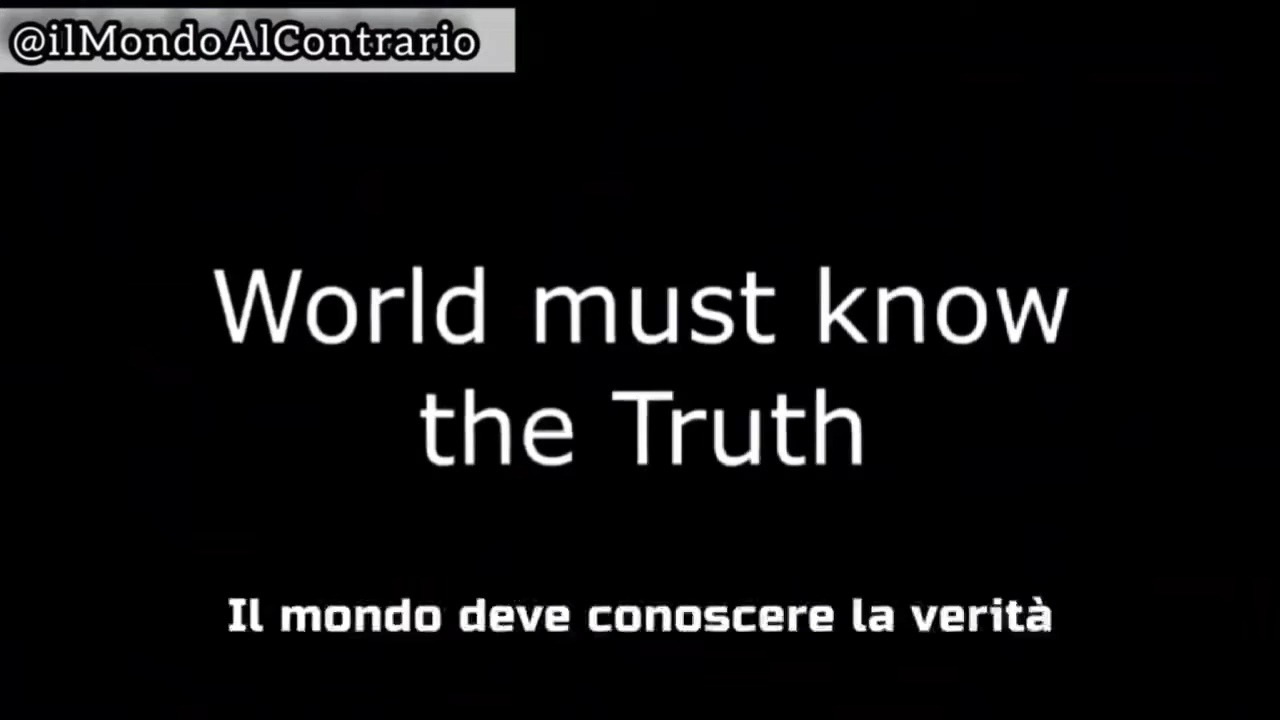 @ilMondoAlContrario
World must know
the Truth
Il mondo deve conoscere la verità